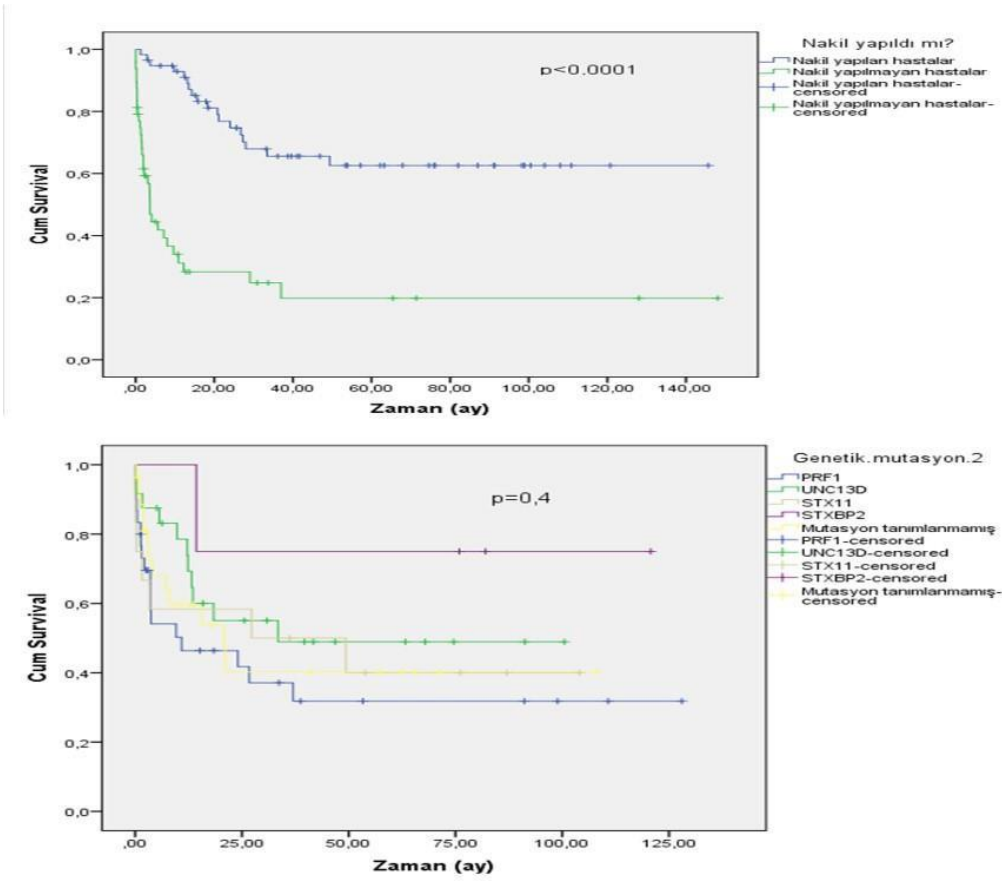 Nakil yapıldı mı?
Nakil yapılan hastalar
Nakil yapılmayan hastalar
Nakil yapılan hastalar-
censored
Nakil yapılmayan hastalar-
censored
p<0.0001
Cum Survival
1,0
0,8
0,6
0,4
0,2
0,0
,00 20,00 40,00 60,00 80,00 100,00 120,00 140,00
Zaman (ay)
Genetik.mutasyon.2
PRF1
UNC13D
STX11
STXBP2
Mutasyon tanımlanmamış
PRF1-censored
UNC13D-censored
STX11-censored
STXBP2-censored
Mutasyon tanımlanmamış-
censored
p=0,4
Cum Survival
1,0
0,8
0,6
0,4
0,2
0,0
,00 25,00 50,00 75,00 100,00 125,00
Zaman (ay)